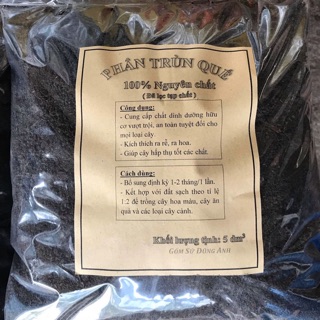 PHÂN TRÙN QUẾ
100% Nguyên chất
( Đã lọc tạp chất )
Công dụng:
- Cung cấp chất dinh dưỡng hữu
cơ vượt trội, an toàn tuyệt đối cho
mọi loại cây.
- Kích thích ra rễ, ra hoa.
- Giúp cây hấp thụ tốt các chất.
Cách dùng:
- Bổ sung định kỳ 1-2 tháng/1 lần.
- Kết hợp với đất sạch theo tỉ lệ
1:2 để trồng cây hoa màu, cây ăn
quả và các loại cây cảnh.
Khối lượng tịnh: 5 dm³
GỐM SỨ DŨNG ANH